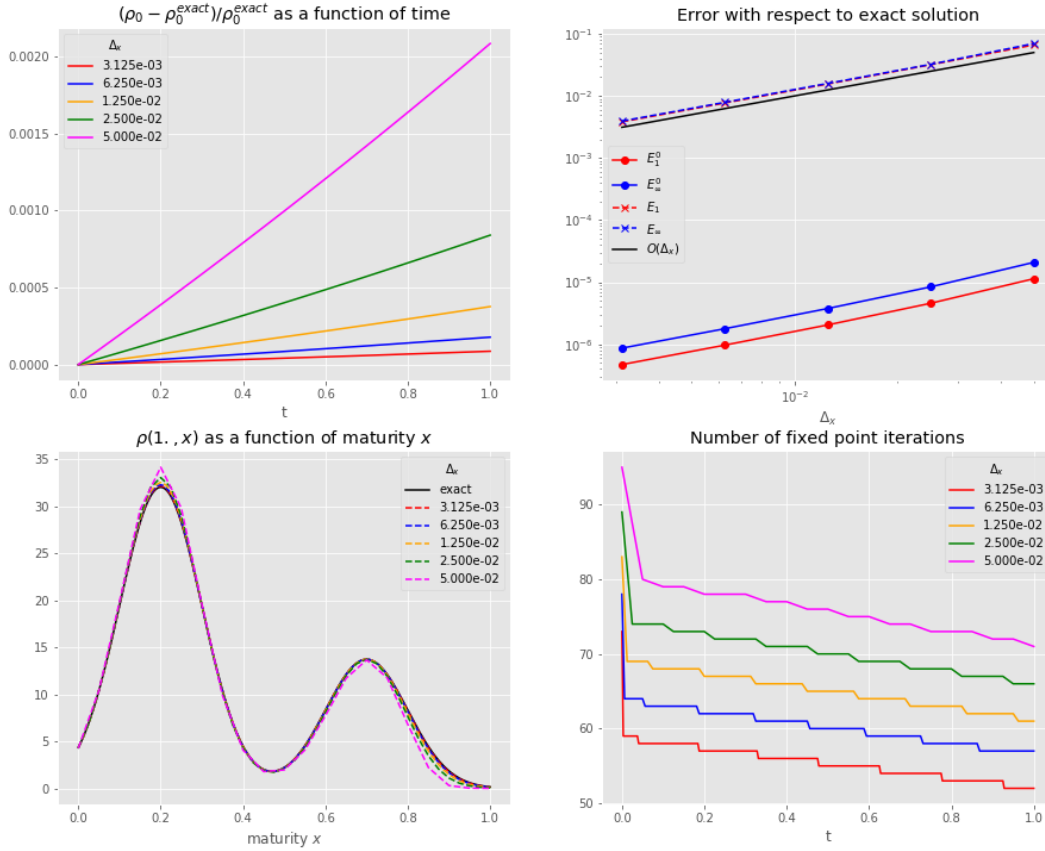 (ρ₀ − ρ₀ᵉˣᵃᶜᵗ)/ρ₀ᵉˣᵃᶜᵗ as a function of time
Δₓ
3.125e-03
6.250e-03
1.250e-02
2.500e-02
5.000e-02
0.0020
0.0015
0.0010
0.0005
0.0000
0.0 0.2 0.4 0.6 0.8 1.0
t
Error with respect to exact solution
10⁻¹
10⁻²
10⁻³
10⁻⁴
10⁻⁵
10⁻⁶
E₁⁰
E∞⁰
E₁
E∞
O(Δₓ)
10⁻²
Δₓ
ρ(1., x) as a function of maturity x
35
30
25
20
15
10
5
0
Δₓ
exact
3.125e-03
6.250e-03
1.250e-02
2.500e-02
5.000e-02
0.0 0.2 0.4 0.6 0.8 1.0
maturity x
Number of fixed point iterations
90
80
70
60
50
Δₓ
3.125e-03
6.250e-03
1.250e-02
2.500e-02
5.000e-02
0.0 0.2 0.4 0.6 0.8 1.0
t